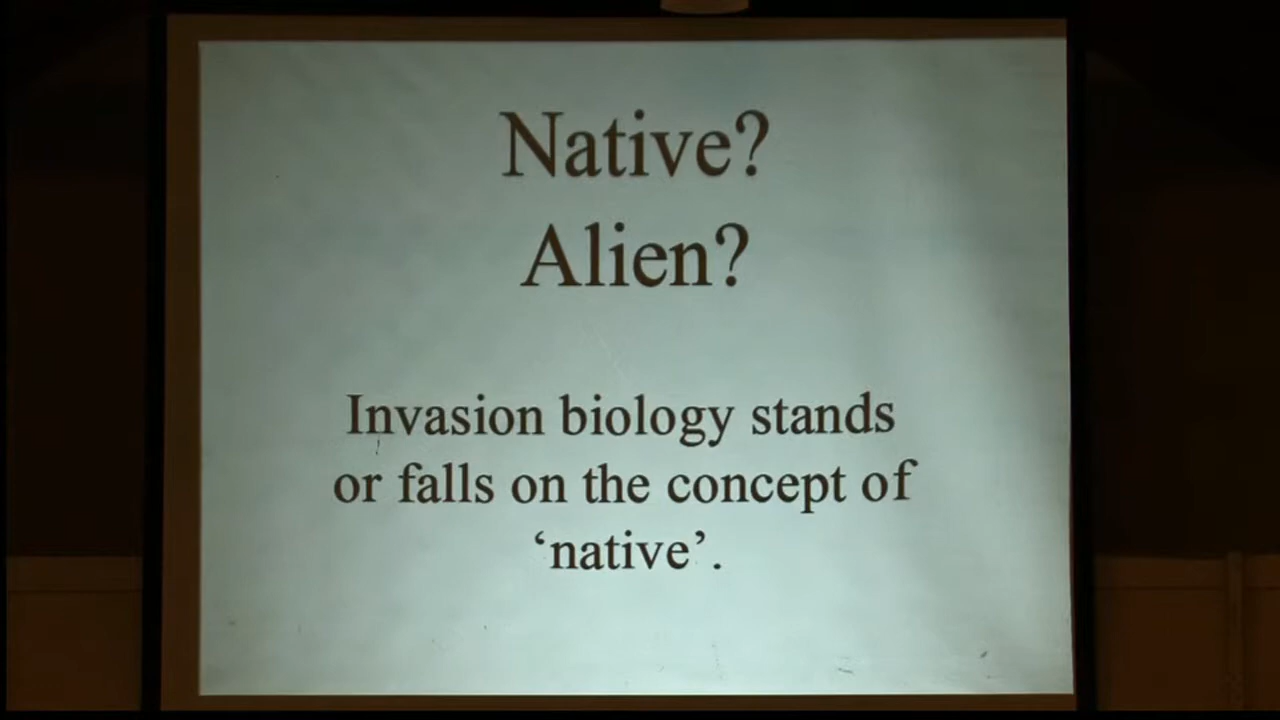 Native?
Alien?
Invasion biology stands
or falls on the concept of
‘native’.